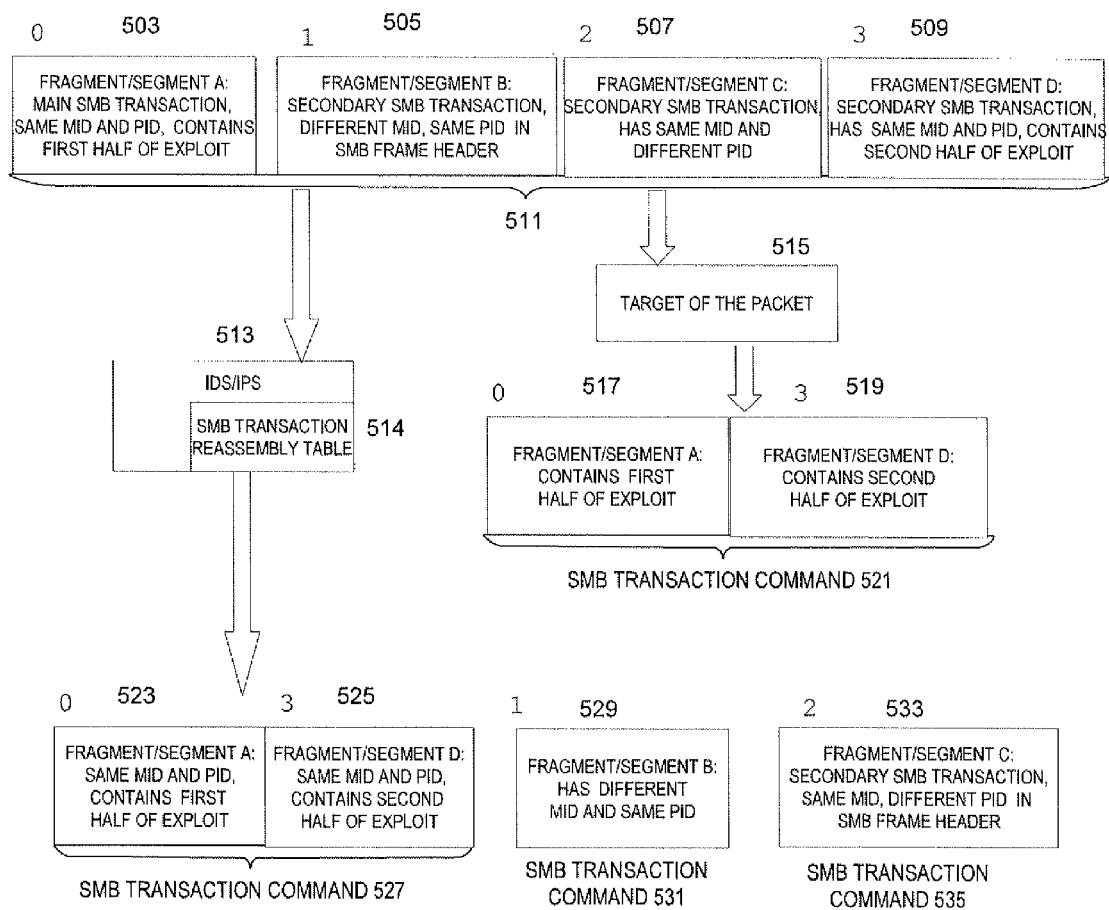 0 503
1 505
2 507
3 509
FRAGMENT/SEGMENT A:
MAIN SMB TRANSACTION,
SAME MID AND PID, CONTAINS
FIRST HALF OF EXPLOIT
FRAGMENT/SEGMENT B:
SECONDARY SMB TRANSACTION,
DIFFERENT MID, SAME PID IN
SMB FRAME HEADER
FRAGMENT/SEGMENT C:
SECONDARY SMB TRANSACTION,
HAS SAME MID AND
DIFFERENT PID
FRAGMENT/SEGMENT D:
SECONDARY SMB TRANSACTION,
HAS SAME MID AND PID, CONTAINS
SECOND HALF OF EXPLOIT
511
515
TARGET OF THE PACKET
513
IDS/IPS
SMB TRANSACTION
REASSEMBLY TABLE
514
0 517
3 519
FRAGMENT/SEGMENT A:
CONTAINS FIRST
HALF OF EXPLOIT
FRAGMENT/SEGMENT D:
CONTAINS SECOND
HALF OF EXPLOIT
SMB TRANSACTION COMMAND 521
0 523
3 525
1 529
2 533
FRAGMENT/SEGMENT A:
SAME MID AND PID,
CONTAINS FIRST
HALF OF EXPLOIT
FRAGMENT/SEGMENT D:
SAME MID AND PID,
CONTAINS SECOND
HALF OF EXPLOIT
FRAGMENT/SEGMENT B:
HAS DIFFERENT
MID AND SAME PID
FRAGMENT/SEGMENT C:
SECONDARY SMB TRANSACTION,
SAME MID, DIFFERENT PID IN
SMB FRAME HEADER
SMB TRANSACTION COMMAND 527
SMB TRANSACTION
COMMAND 531
SMB TRANSACTION
COMMAND 535